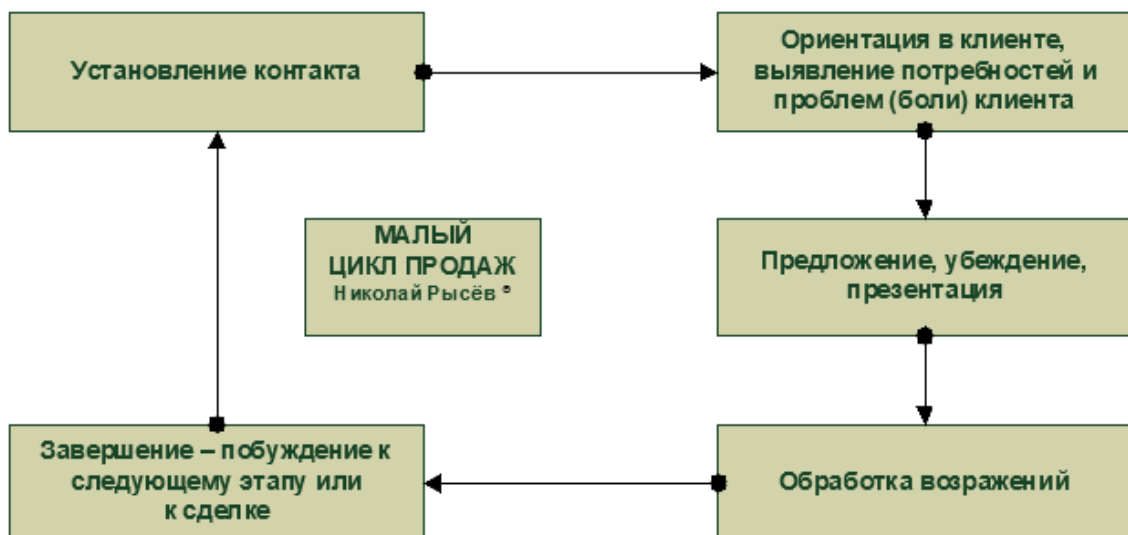 Установление контакта
Ориентация в клиенте,
выявление потребностей и
проблем (боли) клиента
МАЛЫЙ
ЦИКЛ ПРОДАЖ
Николай Рысёв ®
Предложение, убеждение,
презентация
Завершение – побуждение к
следующему этапу или
к сделке
Обработка возражений